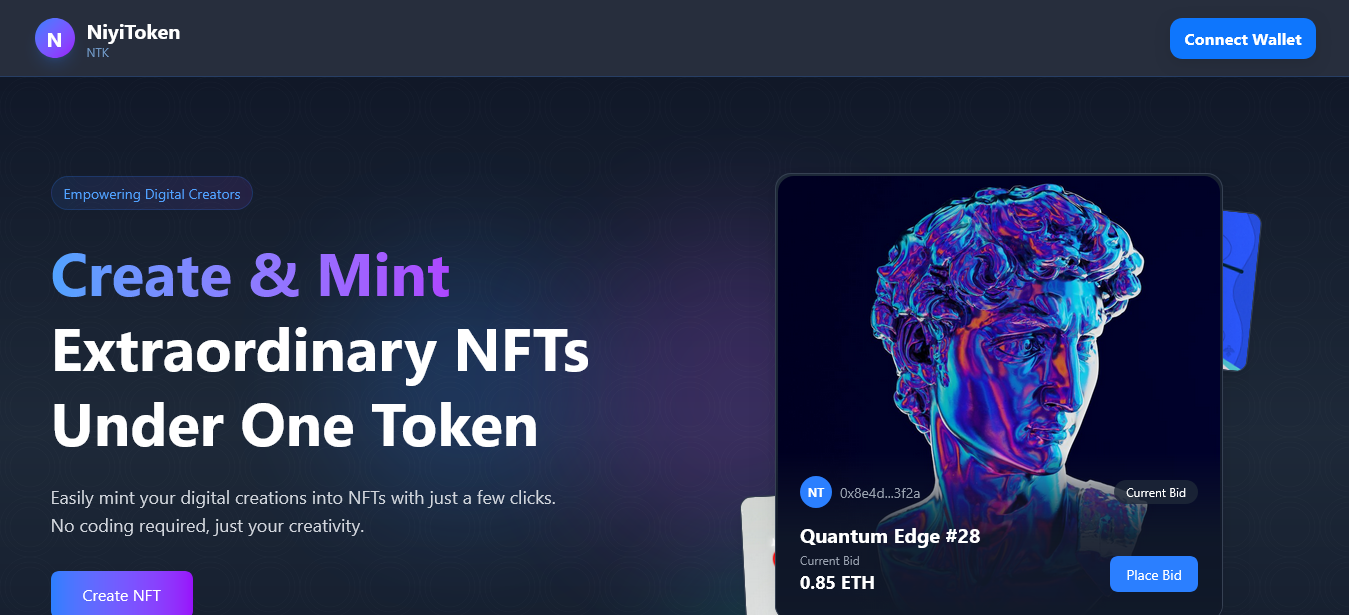 N
NiyiToken
NTK
Connect Wallet
Empowering Digital Creators
Create & Mint
Extraordinary NFTs
Under One Token
Easily mint your digital creations into NFTs with just a few clicks.
No coding required, just your creativity.
Create NFT
NT
0x8e4d...3f2a
Current Bid
Quantum Edge #28
Current Bid
0.85 ETH
Place Bid